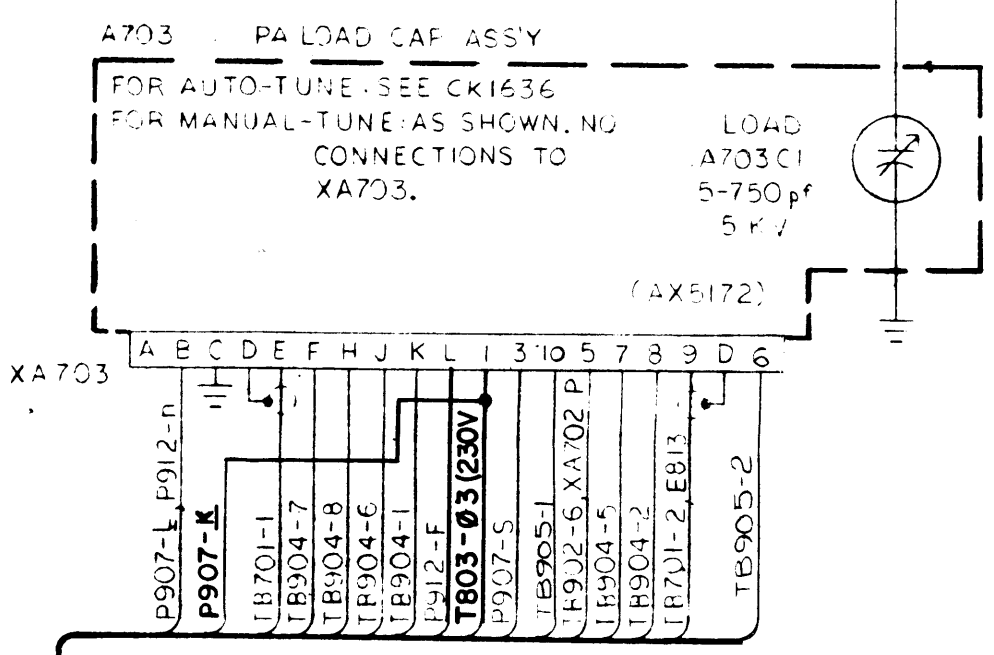 A703 PA LOAD CAP ASS'Y
FOR AUTO-TUNE. SEE CK1636
FOR MANUAL-TUNE: AS SHOWN. NO
CONNECTIONS TO
XA703.
LOAD
A703C1
5-750pf
5 KV
(AX5172)
XA703
A B C D E F H J K L 1 3 10 5 7 8 9 D 6
P907-L, P912-n
P907-K
TB701-1
TB904-7
TB904-8
TB904-6
TB904-1
P912-F
T803-Ø3(230V
P907-S
TB905-1
TB902-6, XA702 P
TB904-5
TB904-2
TB701-2, E813
TB905-2